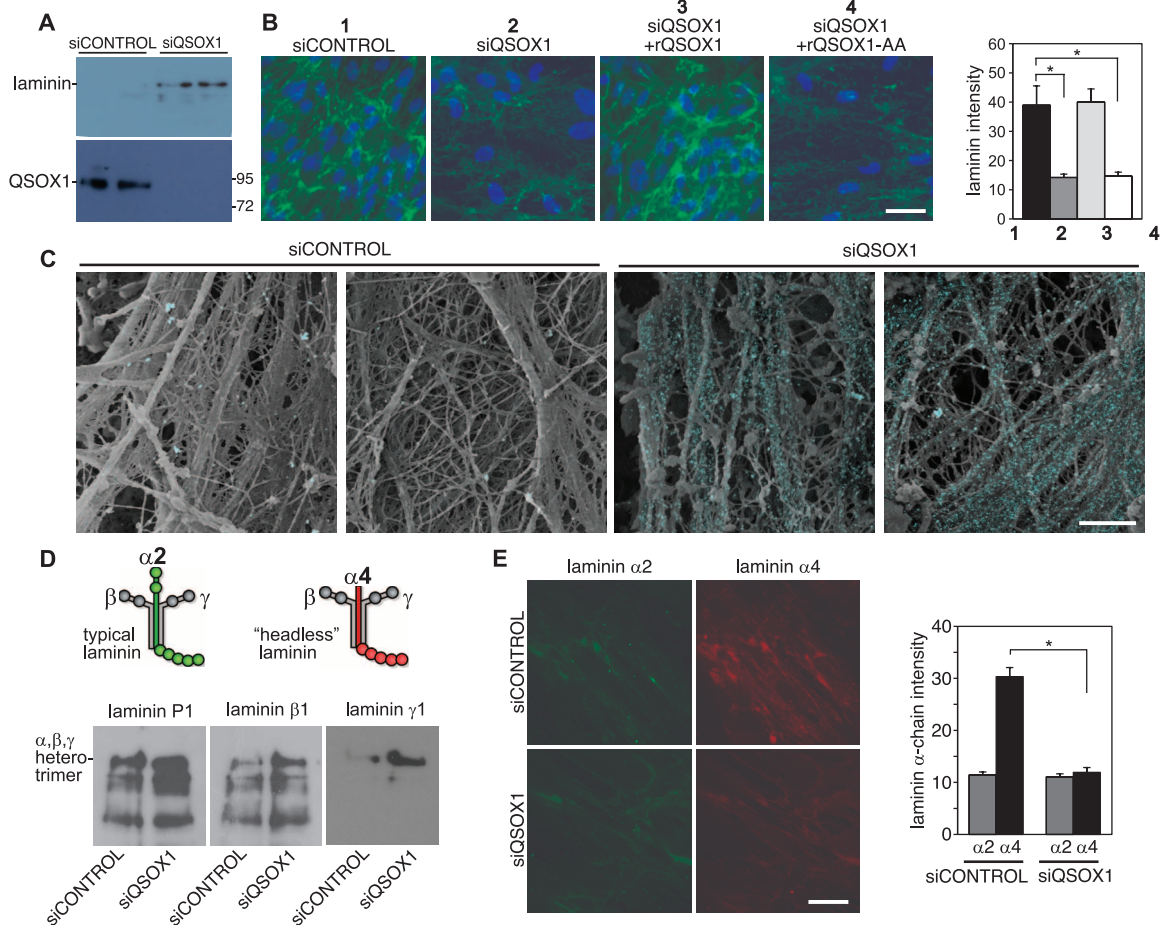 A
siCONTROL siQSOX1
laminin-
QSOX1-
-95
-72
B
1
siCONTROL
2
siQSOX1
3
siQSOX1
+rQSOX1
4
siQSOX1
+rQSOX1-AA
laminin intensity
60
50
40
30
20
10
0
*
*
1 2 3 4
C
siCONTROL
siQSOX1
D
α2
β γ
typical
laminin
α4
β γ
"headless"
laminin
laminin P1
laminin β1
laminin γ1
α,β,γ
hetero-
trimer
siCONTROL
siQSOX1
siCONTROL
siQSOX1
siCONTROL
siQSOX1
E
laminin α2
laminin α4
siCONTROL
siQSOX1
laminin α-chain intensity
40
30
20
10
0
*
α2 α4 α2 α4
siCONTROL siQSOX1